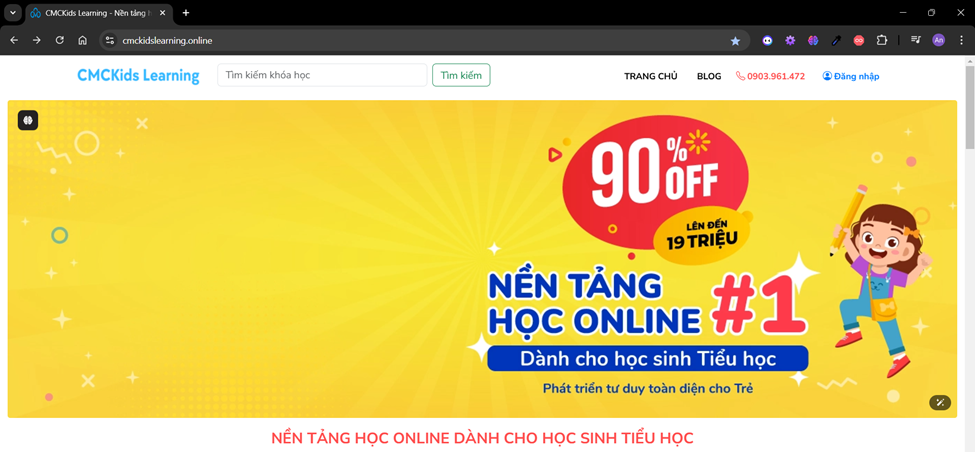 CMCKids Learning - Nền tảng h
cmckidslearning.online
An
CMCKids Learning
Tìm kiếm khóa học
Tìm kiếm
TRANG CHỦ
BLOG
0903.961.472
Đăng nhập
90% OFF
LÊN ĐẾN
19 TRIỆU
NỀN TẢNG
HỌC ONLINE #1
Dành cho học sinh Tiểu học
Phát triển tư duy toàn diện cho Trẻ
NỀN TẢNG HỌC ONLINE DÀNH CHO HỌC SINH TIỂU HỌC